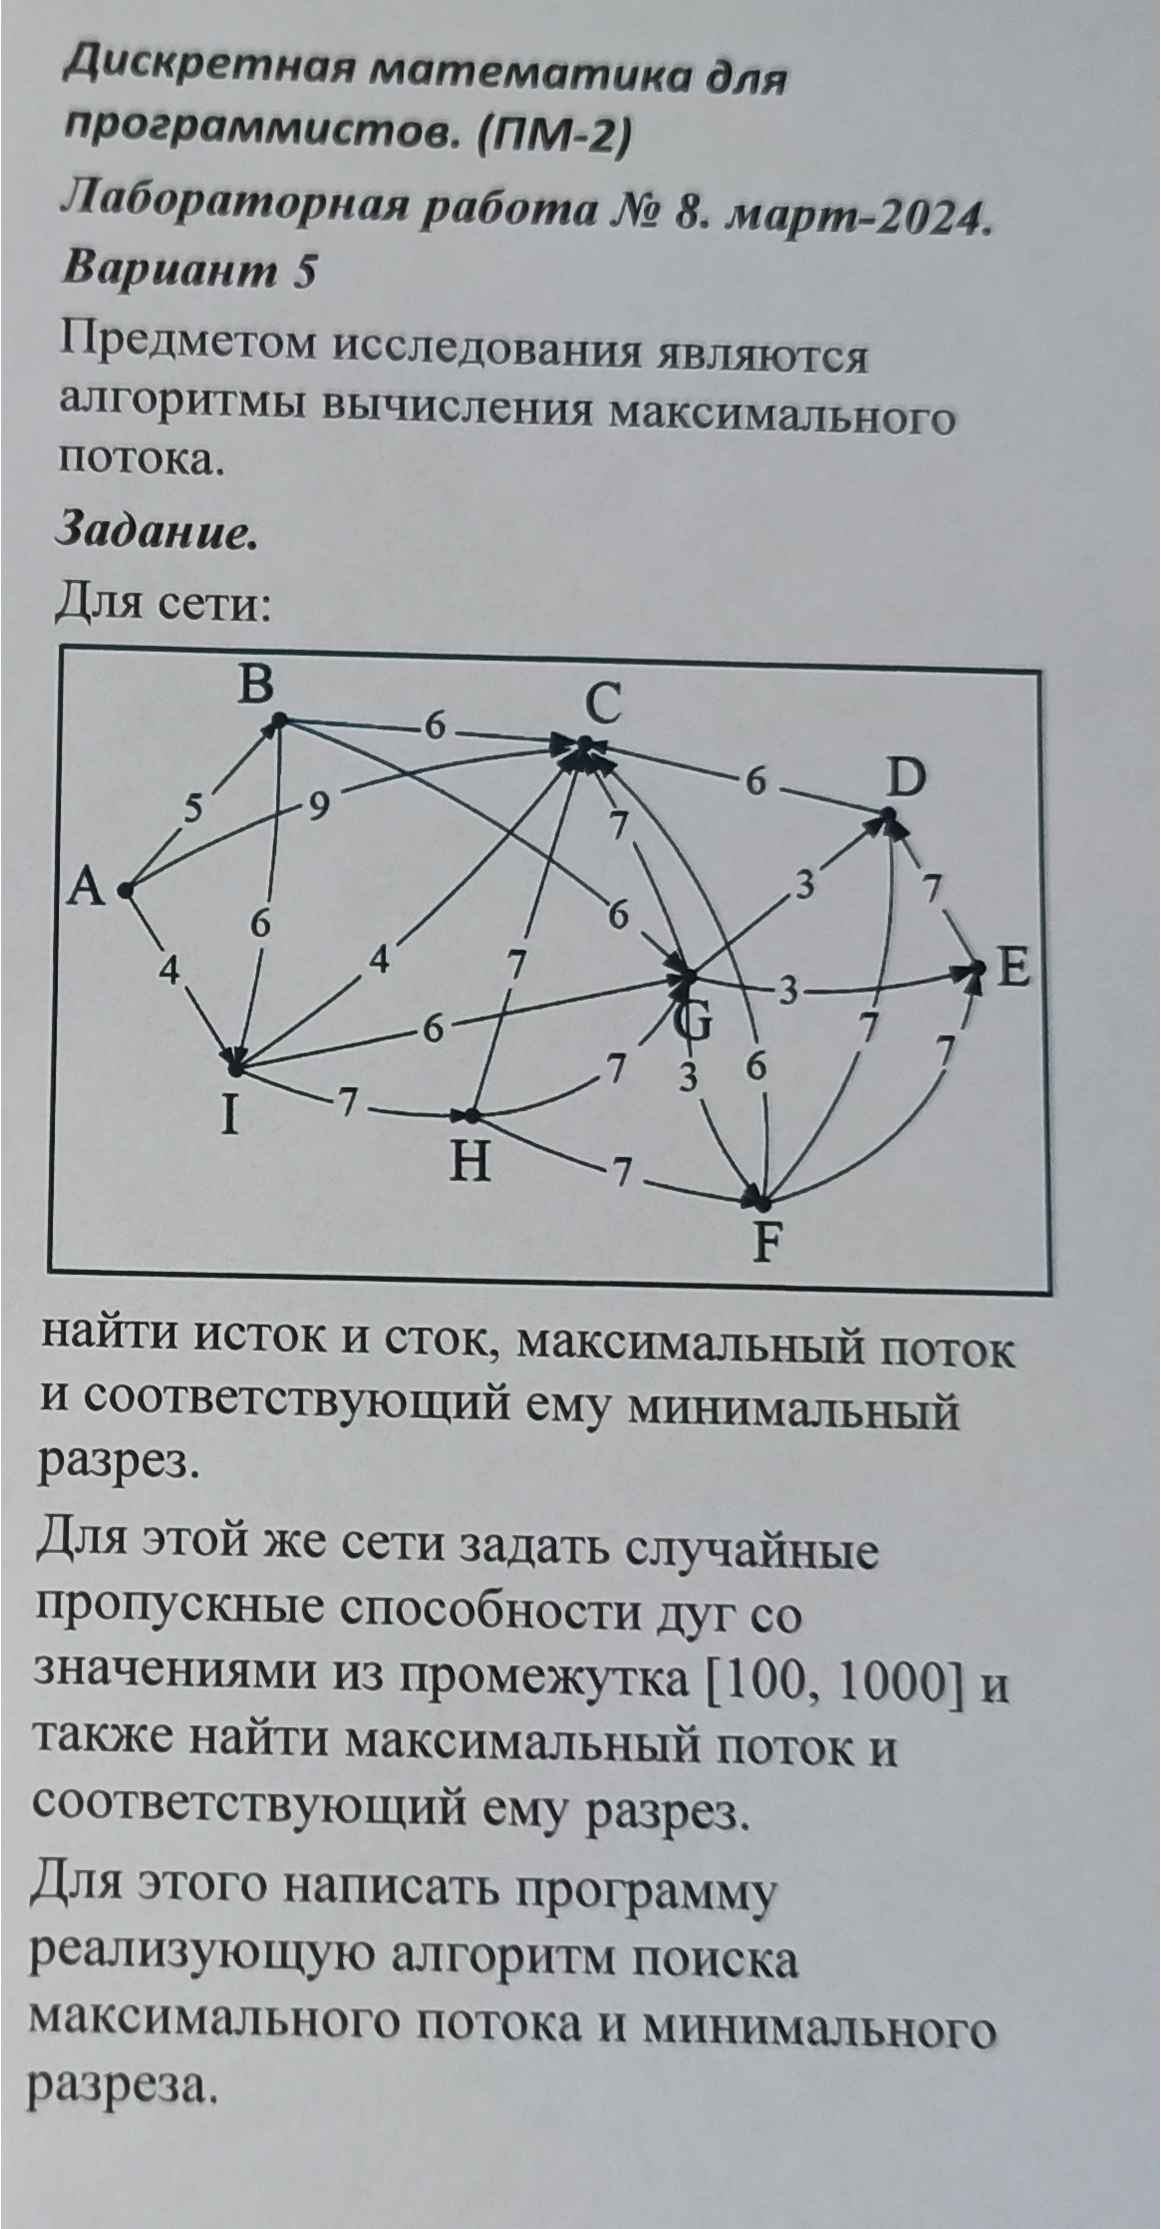 Дискретная математика для
программистов. (ПМ-2)
Лабораторная работа № 8. март-2024.
Вариант 5
Предметом исследования являются
алгоритмы вычисления максимального
потока.
Задание.
Для сети:
B
C
6
D
6
5
9
7
A
3
7
6
6
4
4
7
E
3
G
6
7
7
7
3
6
I
7
H
7
F
найти исток и сток, максимальный поток
и соответствующий ему минимальный
разрез.
Для этой же сети задать случайные
пропускные способности дуг со
значениями из промежутка [100, 1000] и
также найти максимальный поток и
соответствующий ему разрез.
Для этого написать программу
реализующую алгоритм поиска
максимального потока и минимального
разреза.